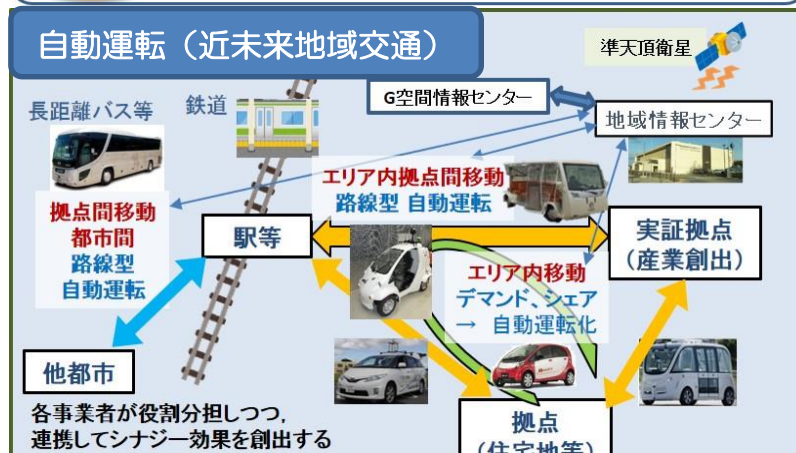 自動運転（近未来地域交通）
準天頂衛星
長距離バス等
鉄道
G空間情報センター
地域情報センター
エリア内拠点間移動
路線型 自動運転
拠点間移動
都市間
路線型
自動運転
駅等
実証拠点
（産業創出）
エリア内移動
デマンド、シェア
→ 自動運転化
他都市
各事業者が役割分担しつつ,
連携してシナジー効果を創出する
拠点
（住宅地等）